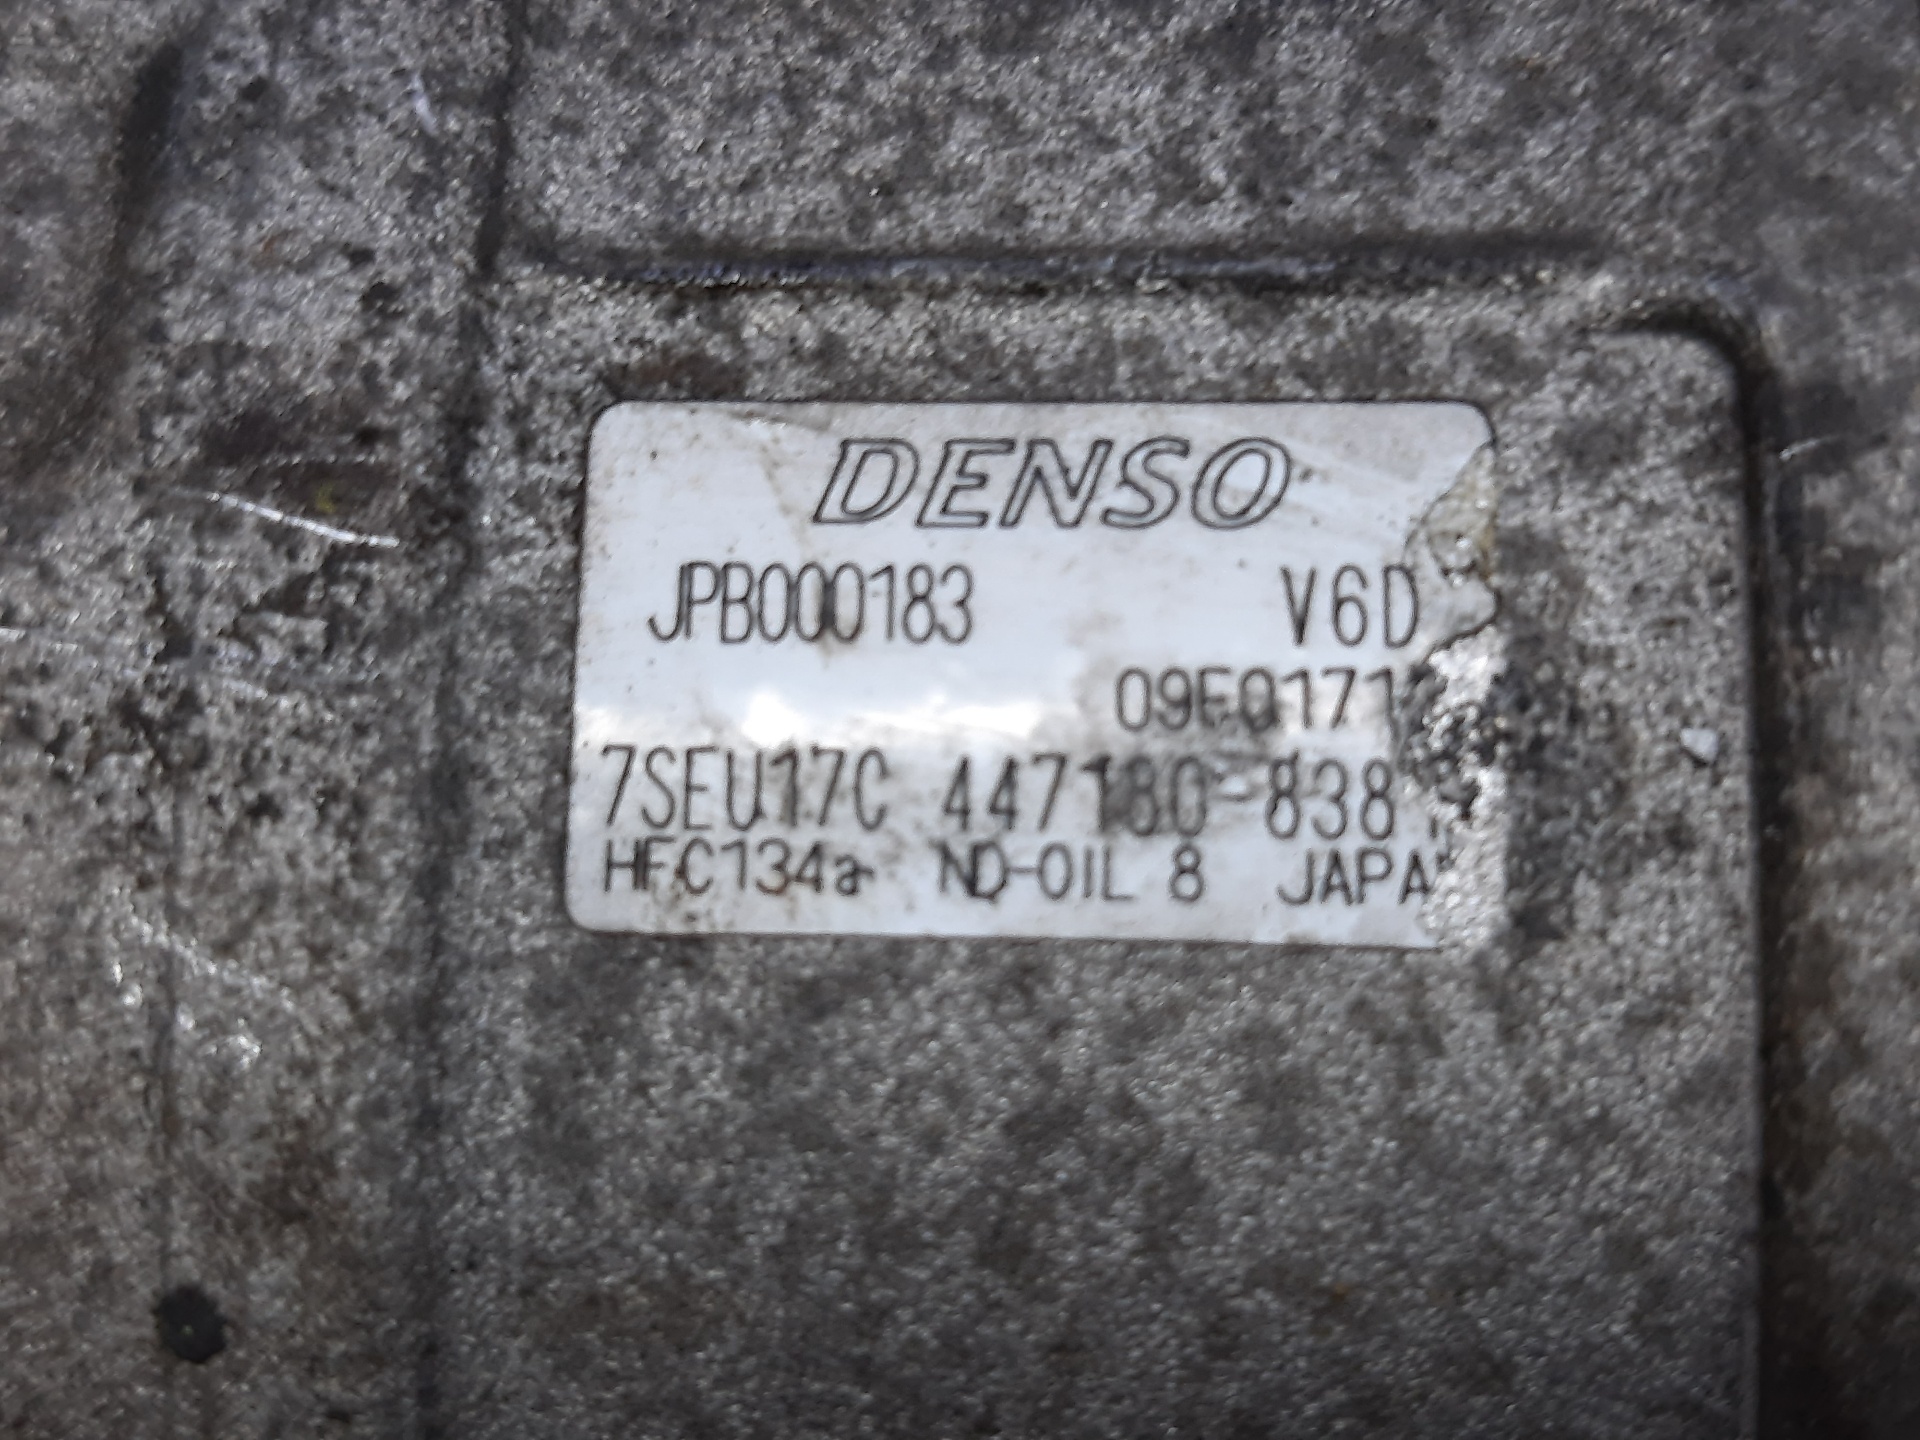 DENSO
JPB000183 V6D
09E0171
7SEU17C 447180-838
HFC134a ND-OIL 8 JAPA